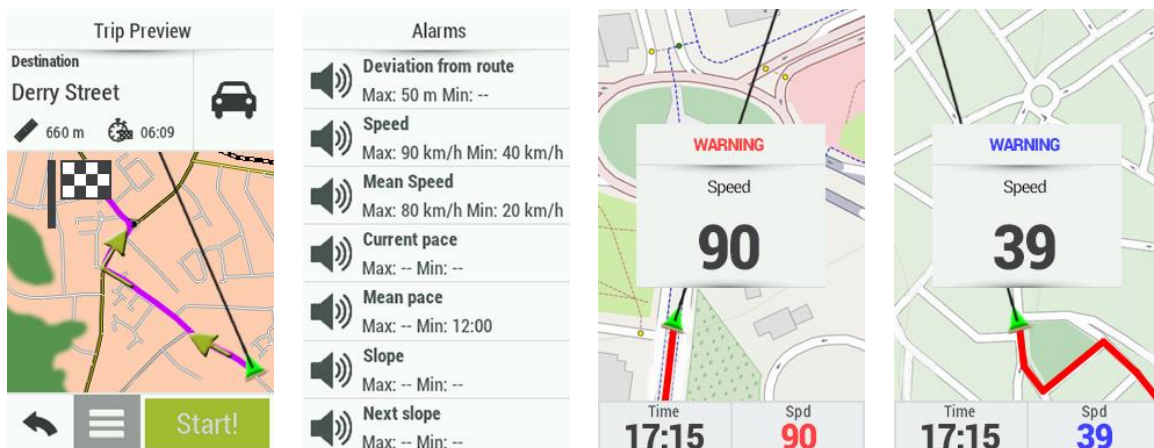 Trip Preview
Destination
Derry Street
660 m 06:09
Start!
Alarms
Deviation from route
Max: 50 m Min: --
Speed
Max: 90 km/h Min: 40 km/h
Mean Speed
Max: 80 km/h Min: 20 km/h
Current pace
Max: -- Min: --
Mean pace
Max: -- Min: 12:00
Slope
Max: -- Min: --
Next slope
Max: -- Min: --
WARNING
Speed
90
Time Spd
17:15 90
WARNING
Speed
39
Time Spd
17:15 39